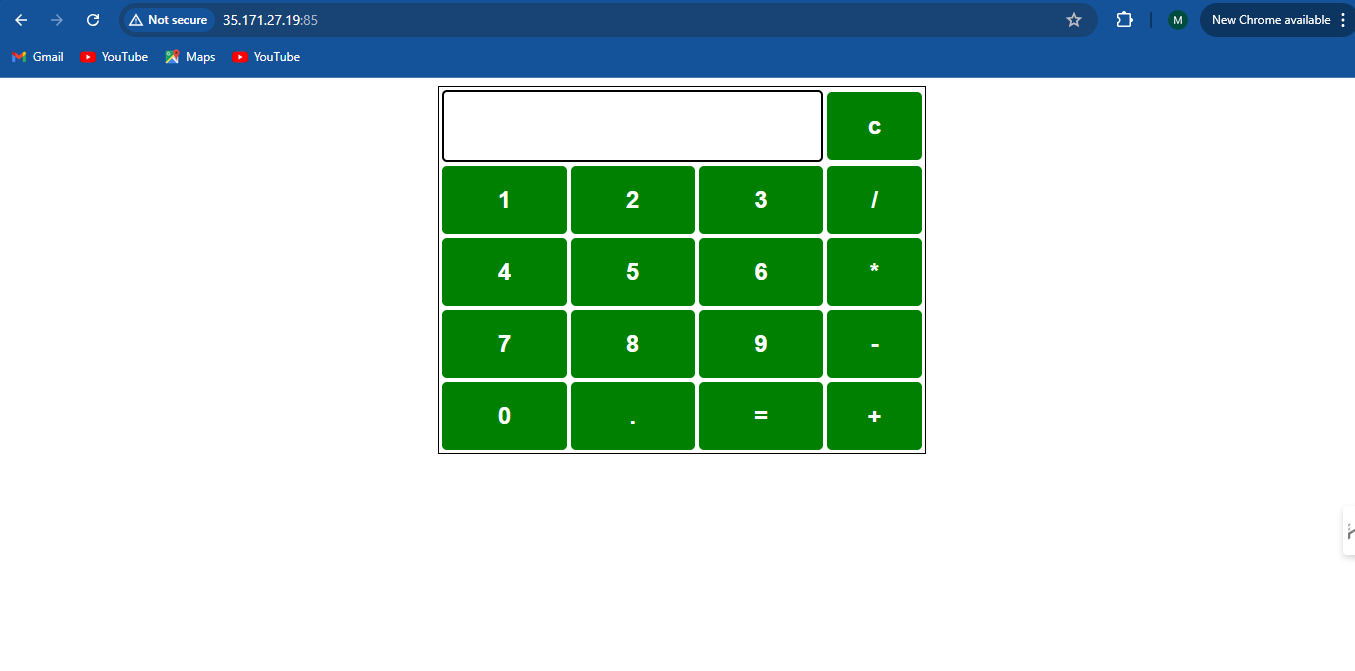 Not secure 35.171.27.19:85 M New Chrome available
Gmail YouTube Maps YouTube
c
1 2 3 /
4 5 6 *
7 8 9 -
0 . = +